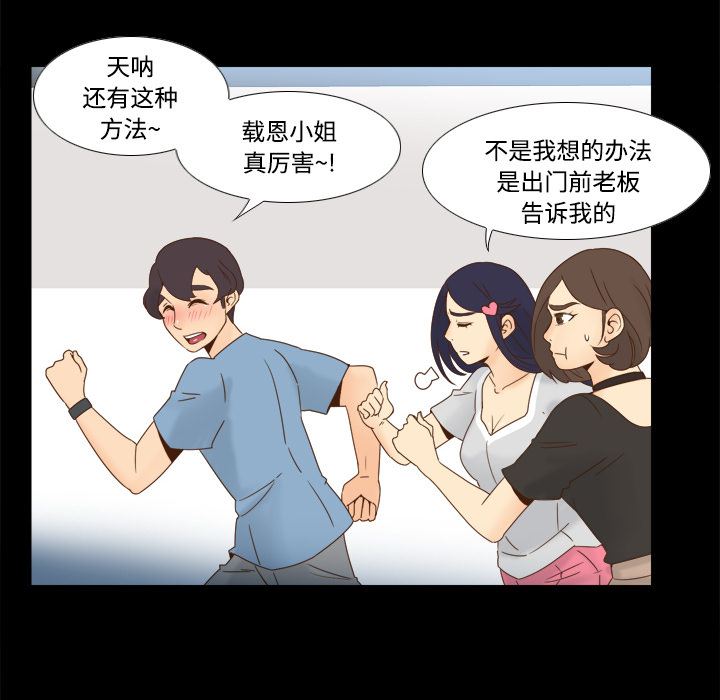 天呐
还有这种
方法~
载恩小姐
真厉害~!
不是我想的办法
是出门前老板
告诉我的